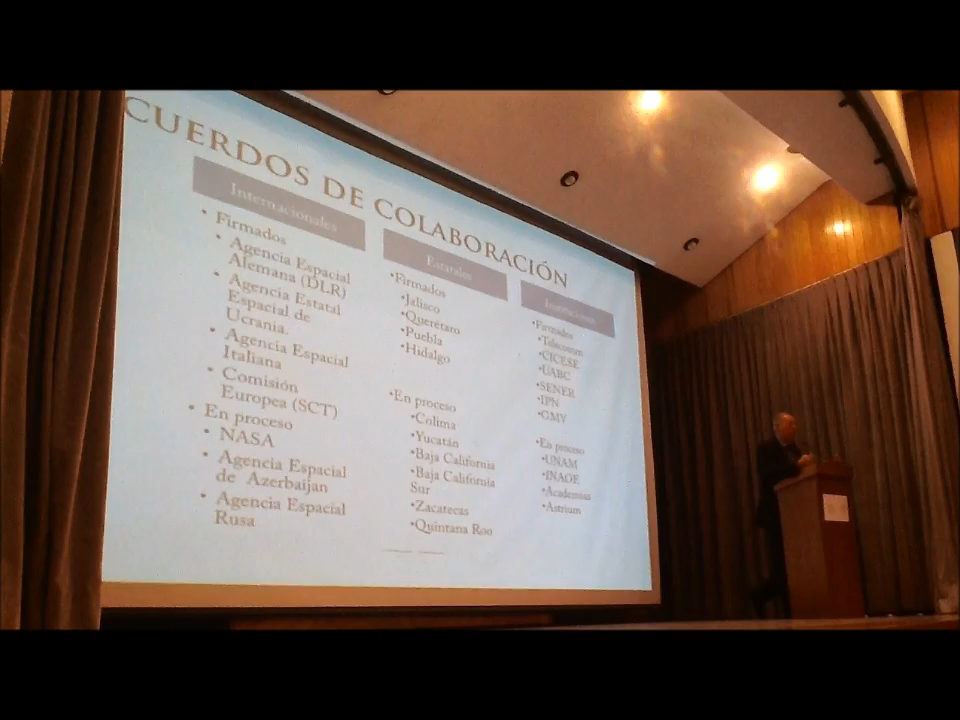 CUERDOS DE COLABORACIÓN
Internacionales
• Firmados
• Agencia Espacial
Alemana (DLR)
• Agencia Estatal
Espacial de
Ucrania.
• Agencia Espacial
Italiana
• Comisión
Europea (SCT)
• En proceso
• NASA
• Agencia Espacial
de Azerbaijan
• Agencia Espacial
Rusa
Estatales
•Firmados
•Jalisco
•Querétaro
•Puebla
•Hidalgo
•En proceso
•Colima
•Yucatán
•Baja California
•Baja California
Sur
•Zacatecas
•Quintana Roo
•Firmados
•Telecomm
•CICESE
•UABC
•SENER
•IPN
•GMV
•En proceso
•UNAM
•INAOE
•Academias
•Astrium